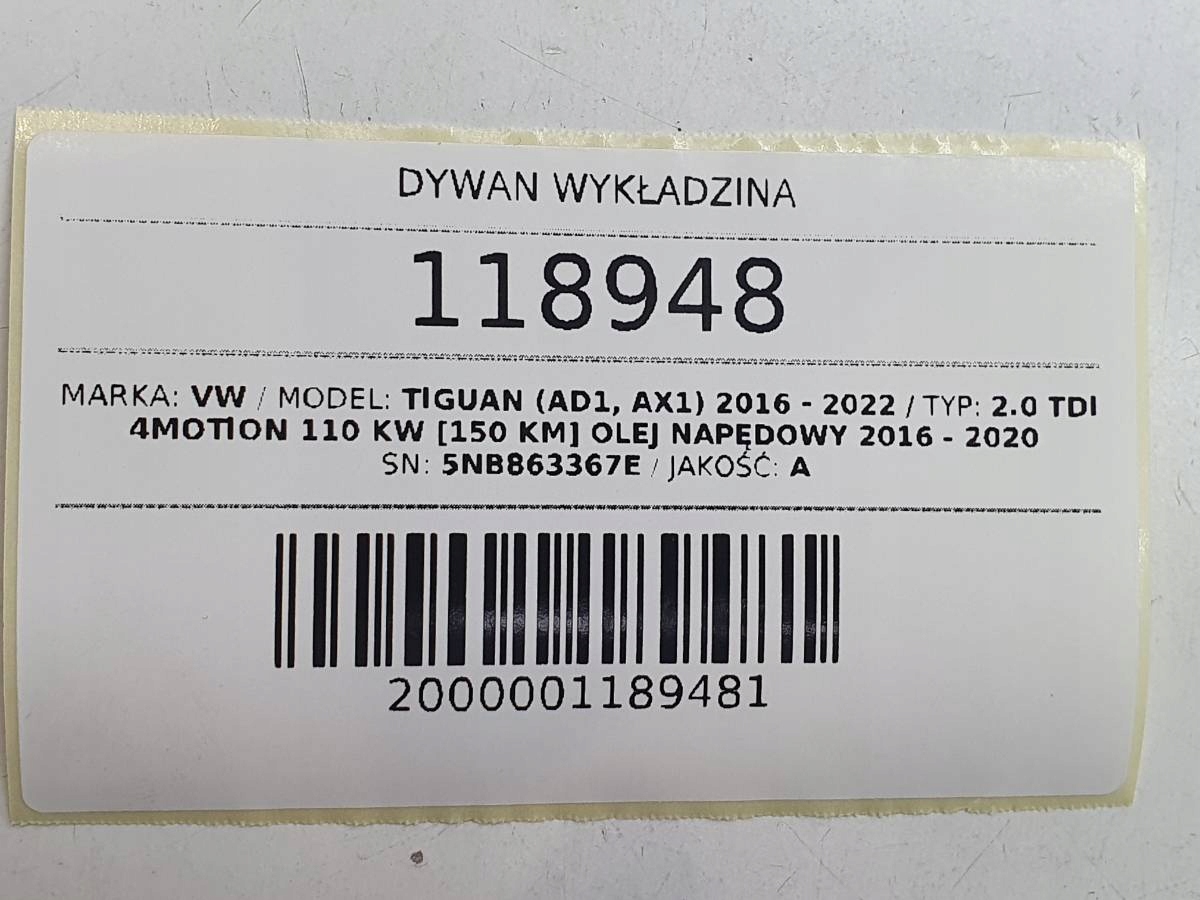 DYWAN WYKŁADZINA
118948
MARKA: VW / MODEL: TIGUAN (AD1, AX1) 2016 - 2022 / TYP: 2.0 TDI
4MOTION 110 KW [150 KM] OLEJ NAPĘDOWY 2016 - 2020
SN: 5NB863367E / JAKOŚĆ: A
2000001189481